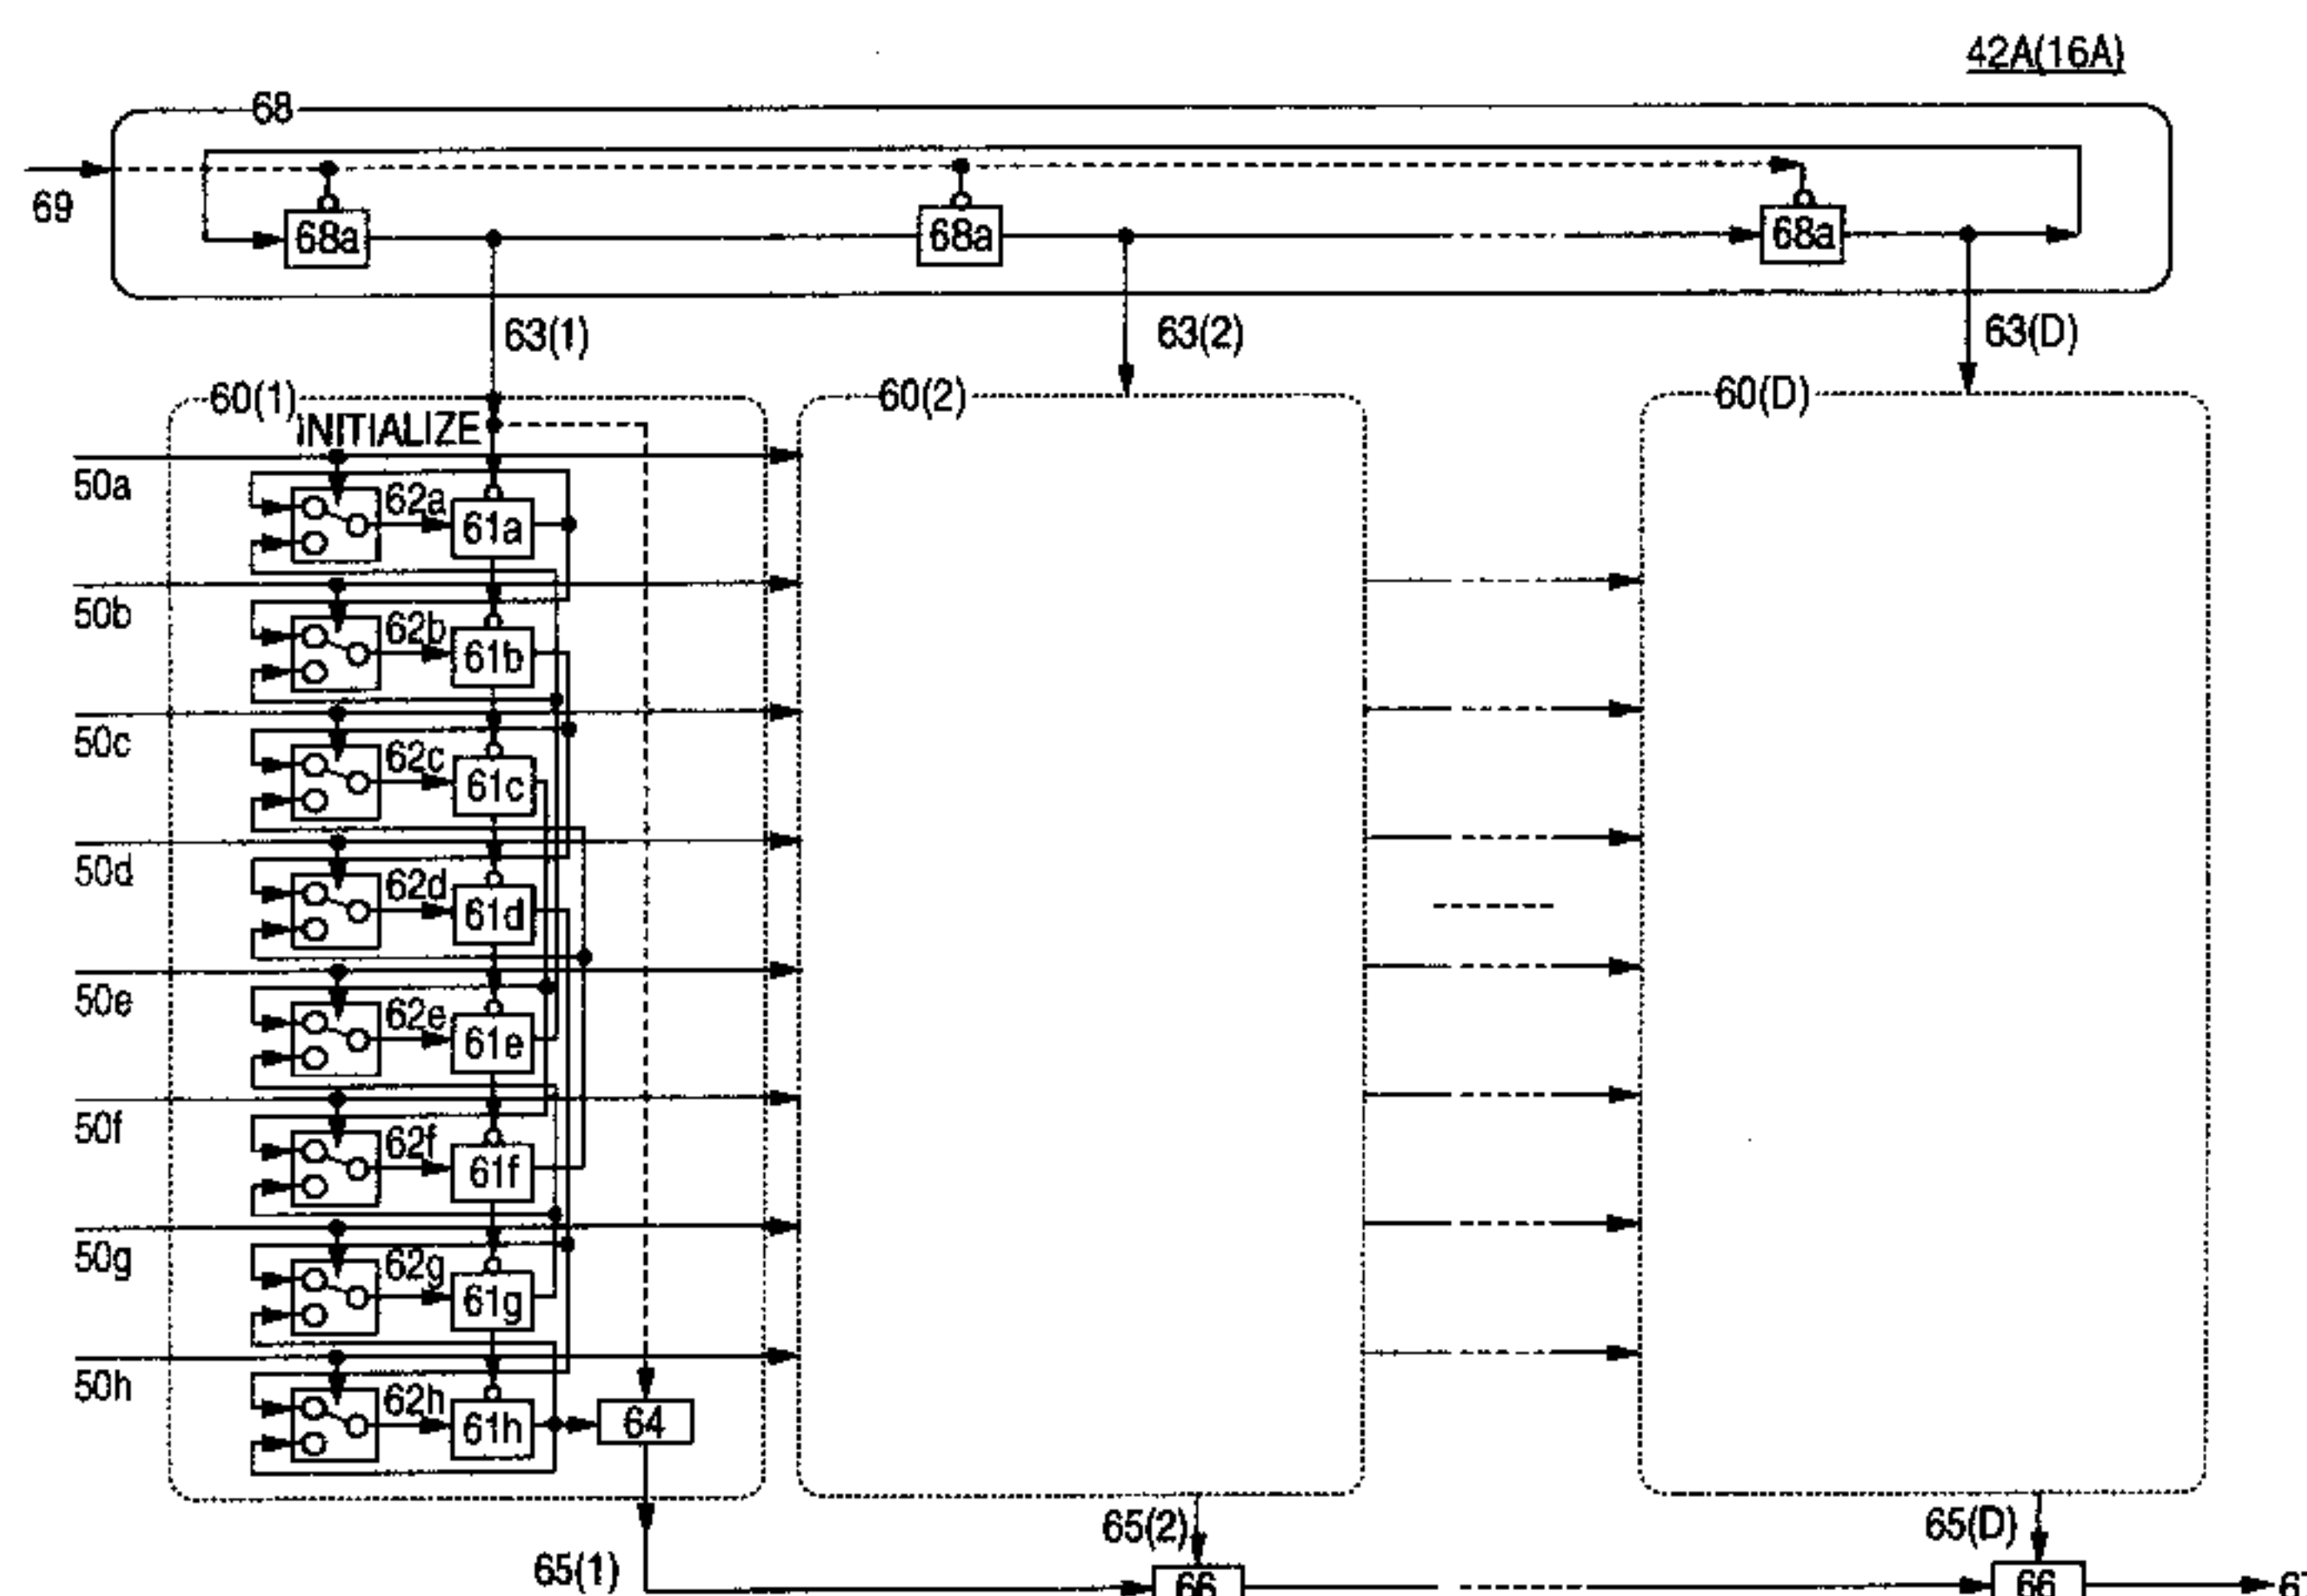 42A(16A)
68
69
68a 68a 68a
63(1) 63(2) 63(D)
60(1) 60(2) 60(D)
INITIALIZE
50a 62a 61a
50b 62b 61b
50c 62c 61c
50d 62d 61d
50e 62e 61e
50f 62f 61f
50g 62g 61g
50h 62h 61h 64
65(1) 65(2) 65(D)
66 66